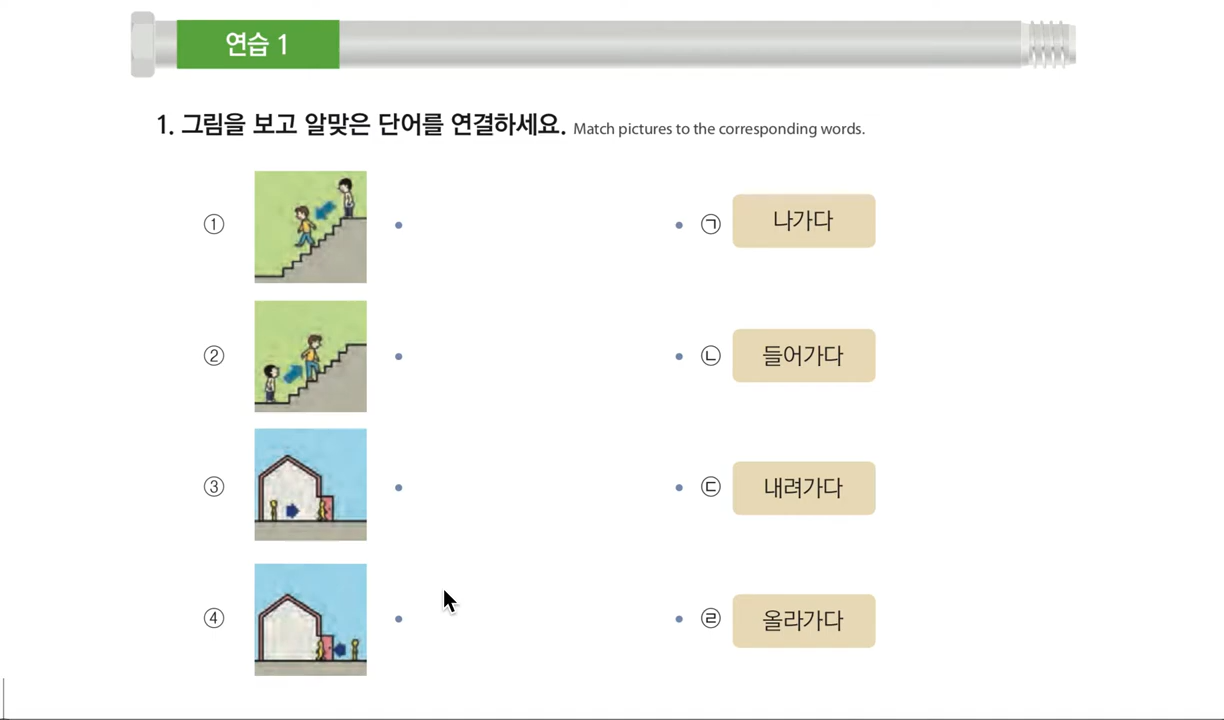 연습 1
1. 그림을 보고 알맞은 단어를 연결하세요. Match pictures to the corresponding words.
① ㉠ 나가다
② ㉡ 들어가다
③ ㉢ 내려가다
④ ㉣ 올라가다